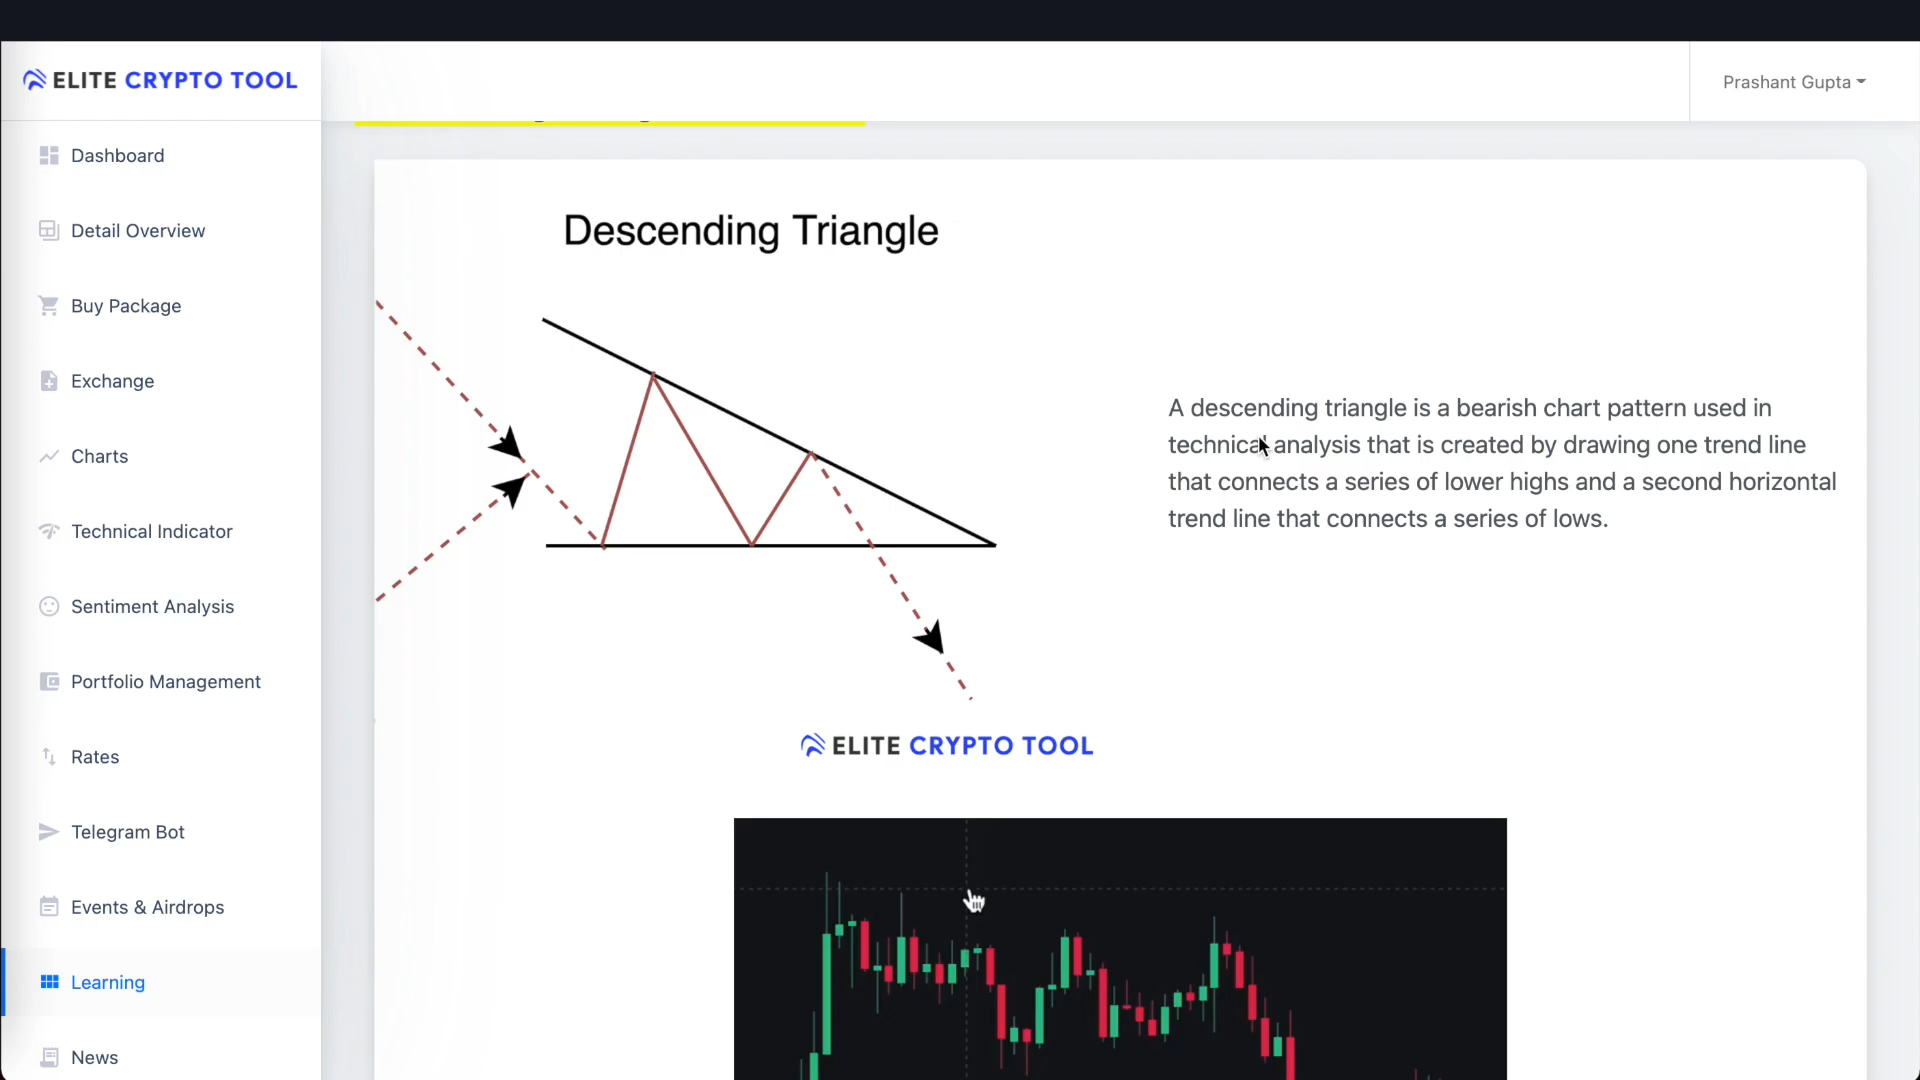 ELITE CRYPTO TOOL
Prashant Gupta
Dashboard
Detail Overview
Buy Package
Exchange
Charts
Technical Indicator
Sentiment Analysis
Portfolio Management
Rates
Telegram Bot
Events & Airdrops
Learning
News
Descending Triangle
A descending triangle is a bearish chart pattern used in
technical analysis that is created by drawing one trend line
that connects a series of lower highs and a second horizontal
trend line that connects a series of lows.
ELITE CRYPTO TOOL